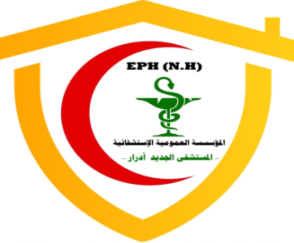 EPH (N.H)
المؤسسة العمومية الإستشفائية
- المستشفى الجديد أدرار -